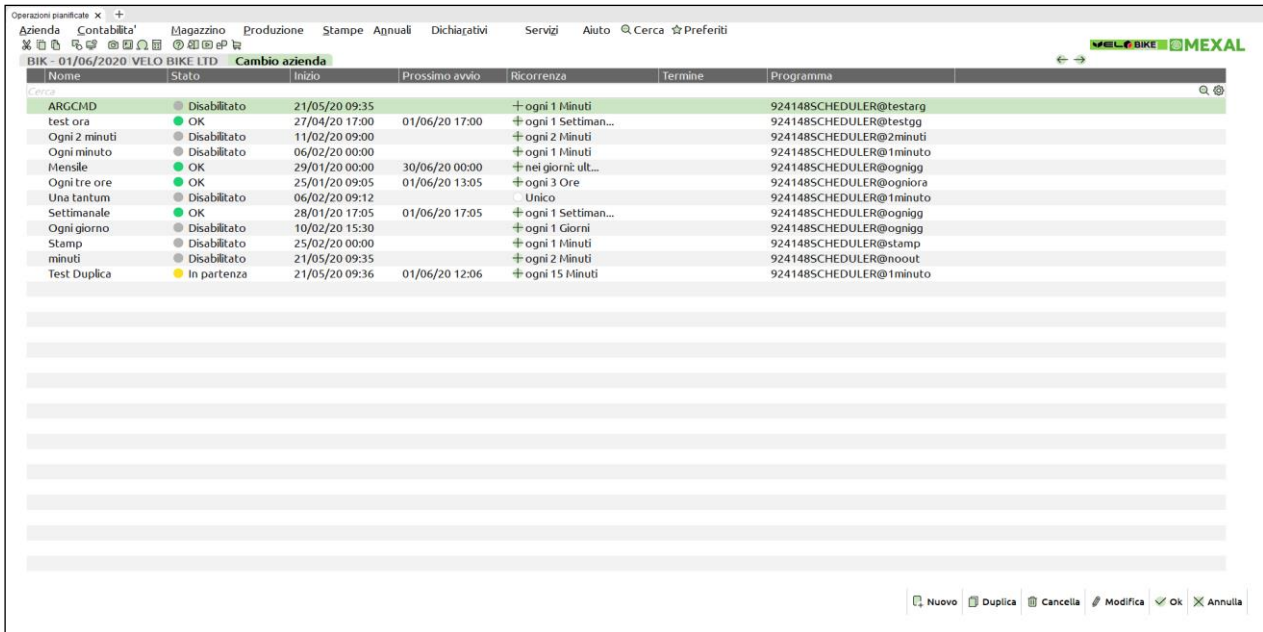 Operazioni pianificate × +
Azienda Contabilita' Magazzino Produzione Stampe Annuali Dichiarativi Servizi Aiuto Cerca Preferiti
VELO BIKE MEXAL
BIK - 01/06/2020 VELO BIKE LTD Cambio azienda
Nome Stato Inizio Prossimo avvio Ricorrenza Termine Programma
Cerca
ARGCMD Disabilitato 21/05/20 09:35 + ogni 1 Minuti 924148SCHEDULER@testarg
test ora OK 27/04/20 17:00 01/06/20 17:00 + ogni 1 Settiman... 924148SCHEDULER@testgg
Ogni 2 minuti Disabilitato 11/02/20 09:00 + ogni 2 Minuti 924148SCHEDULER@2minuti
Ogni minuto Disabilitato 06/02/20 00:00 + ogni 1 Minuti 924148SCHEDULER@1minuto
Mensile OK 29/01/20 00:00 30/06/20 00:00 + nei giorni: ult... 924148SCHEDULER@ognigg
Ogni tre ore OK 25/01/20 09:05 01/06/20 13:05 + ogni 3 Ore 924148SCHEDULER@ogniora
Una tantum Disabilitato 06/02/20 09:12 Unico 924148SCHEDULER@1minuto
Settimanale OK 28/01/20 17:05 01/06/20 17:05 + ogni 1 Settiman... 924148SCHEDULER@ognigg
Ogni giorno Disabilitato 10/02/20 15:30 + ogni 1 Giorni 924148SCHEDULER@ognigg
Stamp Disabilitato 25/02/20 00:00 + ogni 1 Minuti 924148SCHEDULER@stamp
minuti Disabilitato 21/05/20 09:35 + ogni 2 Minuti 924148SCHEDULER@noout
Test Duplica In partenza 21/05/20 09:36 01/06/20 12:06 + ogni 15 Minuti 924148SCHEDULER@1minuto
Nuovo Duplica Cancella Modifica Ok Annulla